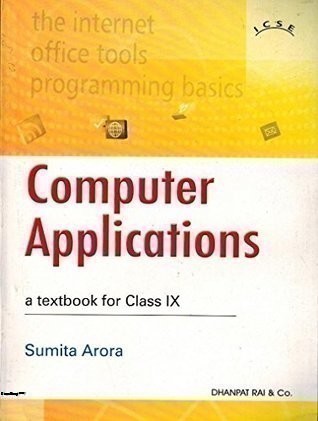 the internet
office tools
programming basics
ICSE
Computer
Applications
a textbook for Class IX
Sumita Arora
DHANPAT RAI & Co.